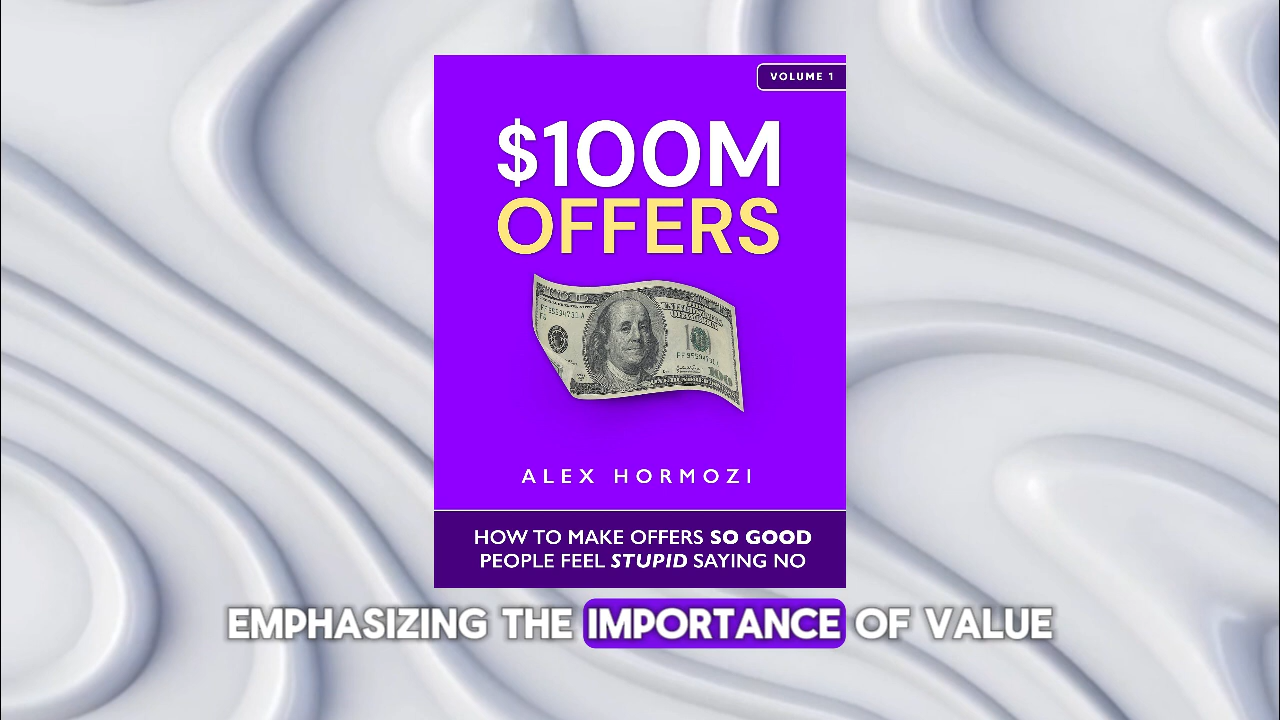 VOLUME 1
$100M
OFFERS
ALEX HORMOZI
HOW TO MAKE OFFERS SO GOOD
PEOPLE FEEL STUPID SAYING NO
EMPHASIZING THE IMPORTANCE OF VALUE